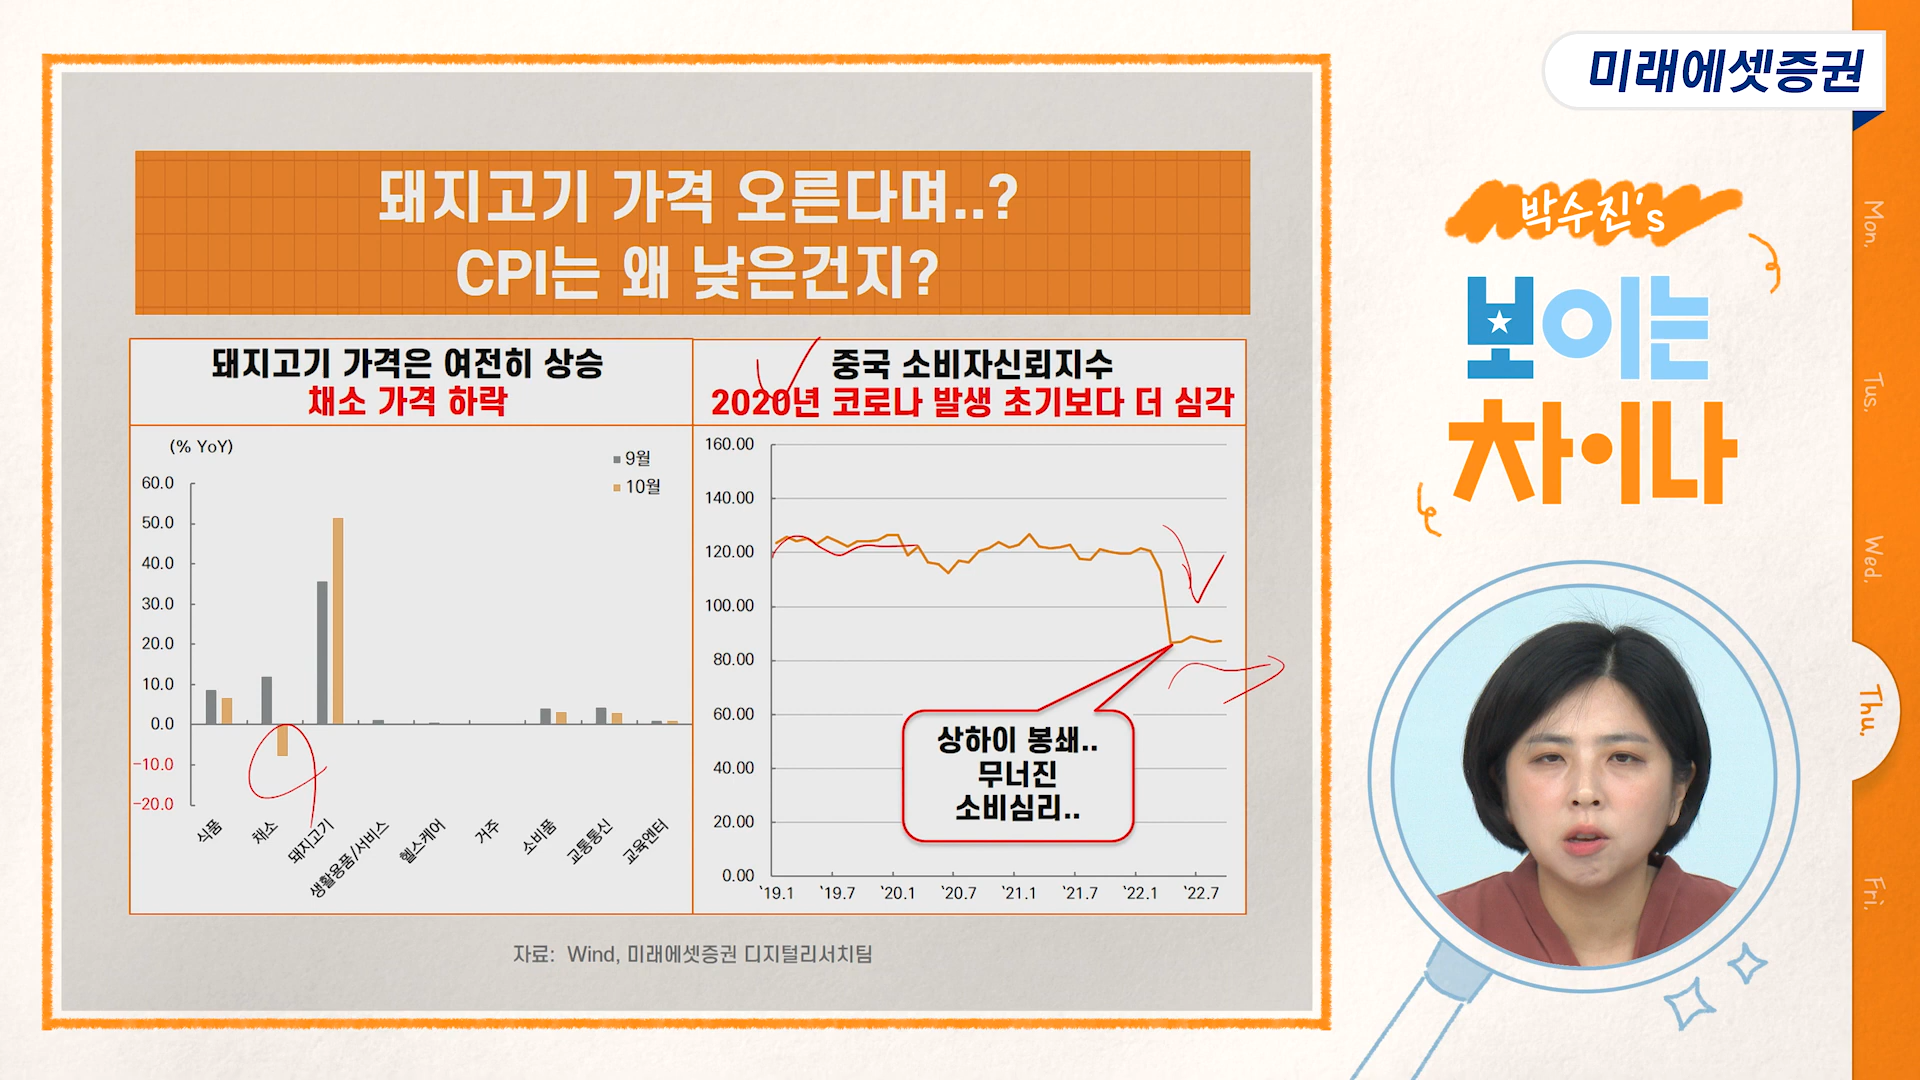 돼지고기 가격 오른다며..?
CPI는 왜 낮은건지?
돼지고기 가격은 여전히 상승
채소 가격 하락
(% YoY)
9월
10월
60.0
50.0
40.0
30.0
20.0
10.0
0.0
-10.0
-20.0
식품
채소
돼지고기
생활용품/서비스
헬스케어
거주
소비품
교통통신
교육엔터
중국 소비자신뢰지수
2020년 코로나 발생 초기보다 더 심각
160.00
140.00
120.00
100.00
80.00
60.00
40.00
20.00
0.00
'19.1
'19.7
'20.1
'20.7
'21.1
'21.7
'22.1
'22.7
상하이 봉쇄..
무너진
소비심리..
자료: Wind, 미래에셋증권 디지털리서치팀
미래에셋증권
박수진's
보이는
차이나
Mon.
Tus.
Wed.
Thu.
Fri.